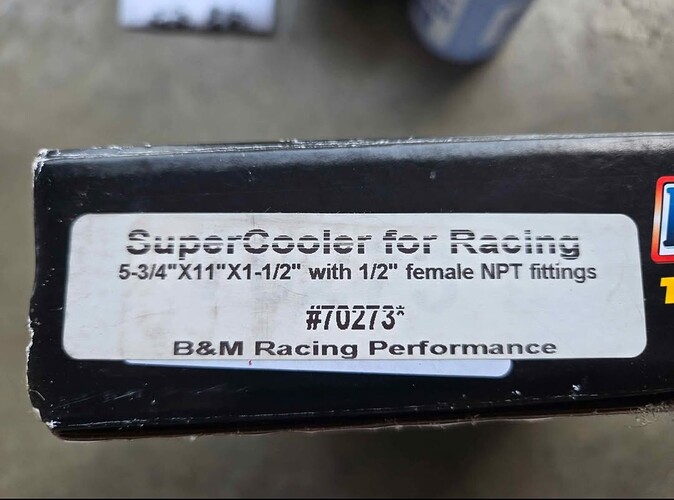 SuperCooler for Racing
5-3/4"X11"X1-1/2" with 1/2" female NPT fittings
#70273*
B&M Racing Performance